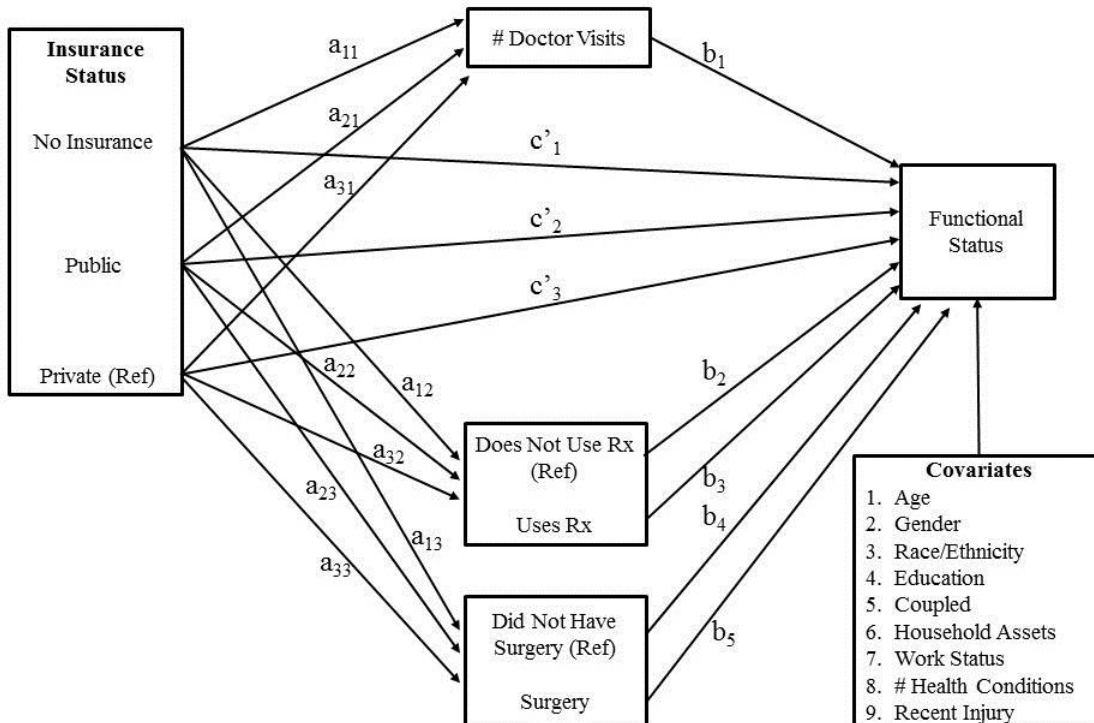 Insurance
Status
No Insurance
Public
Private (Ref)
a11
a21
a31
# Doctor Visits
b1
c’1
c’2
c’3
Functional
Status
a22
a12
a32
a23
a13
a33
Does Not Use Rx
(Ref)
Uses Rx
b2
b3
b4
b5
Did Not Have
Surgery (Ref)
Surgery
Covariates
1. Age
2. Gender
3. Race/Ethnicity
4. Education
5. Coupled
6. Household Assets
7. Work Status
8. # Health Conditions
9. Recent Injury